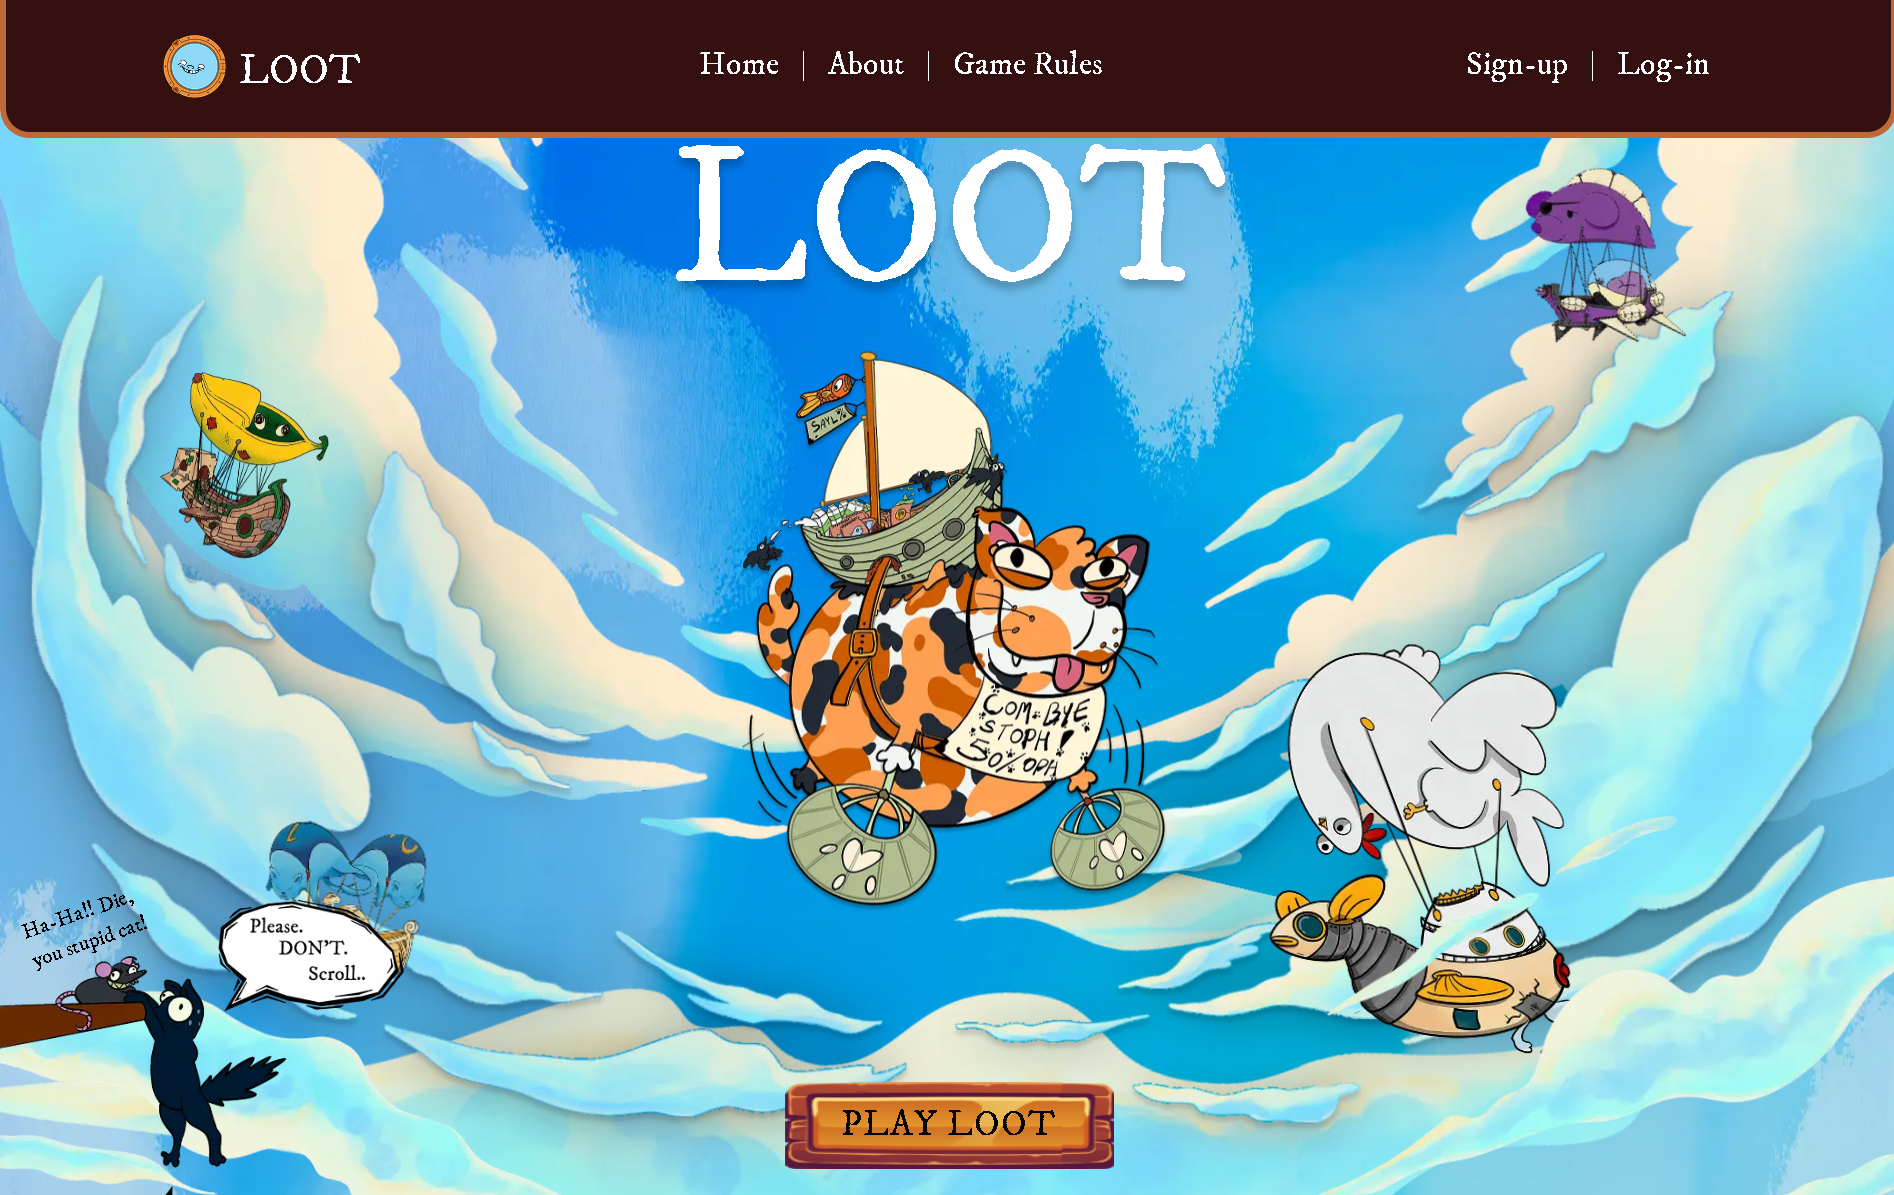 LOOT
Home
About
Game Rules
Sign-up
Log-in
LOOT
SAYL%
COM-BYE
STOPH!
50% OPH
Ha-Ha!! Die,
you stupid cat!
Please.
DON'T.
Scroll..
PLAY LOOT